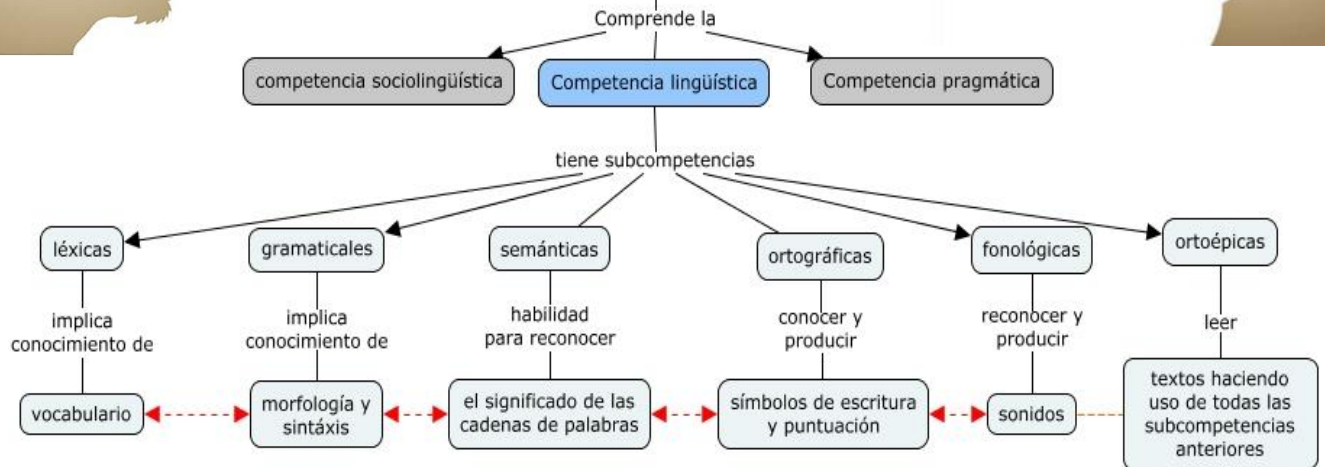 Comprende la
competencia sociolingüística
Competencia lingüística
Competencia pragmática
tiene subcompetencias
léxicas
gramaticales
semánticas
ortográficas
fonológicas
ortoépicas
implica
conocimiento de
implica
conocimiento de
habilidad
para reconocer
conocer y
producir
reconocer y
producir
leer
vocabulario
morfología y
sintáxis
el significado de las
cadenas de palabras
símbolos de escritura
y puntuación
sonidos
textos haciendo
uso de todas las
subcompetencias
anteriores